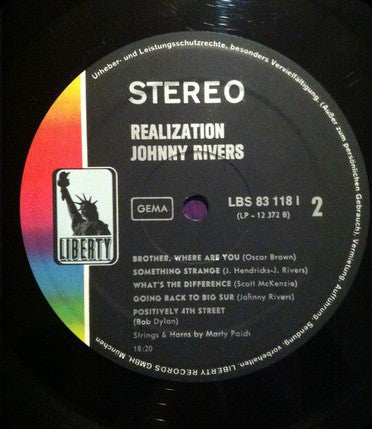 Urheber- und Leistungsschutzrechte, besonders Vervielfältigung, (Außer zum persönlichen Gebrauch), Vermietung, Aufführung, Sendung, vorbehalten. LIBERTY RECORDS GMBH, München
STEREO
REALIZATION
JOHNNY RIVERS
LIBERTY
GEMA
LBS 83 118 I
(LP - 12 372 B)
2
BROTHER, WHERE ARE YOU (Oscar Brown)
SOMETHING STRANGE (J. Hendricks-J. Rivers)
WHAT'S THE DIFFERENCE (Scott McKenzie)
GOING BACK TO BIG SUR (Johnny Rivers)
POSITIVELY 4TH STREET
(Bob Dylan)
Strings & Horns by Marty Paich
18:20